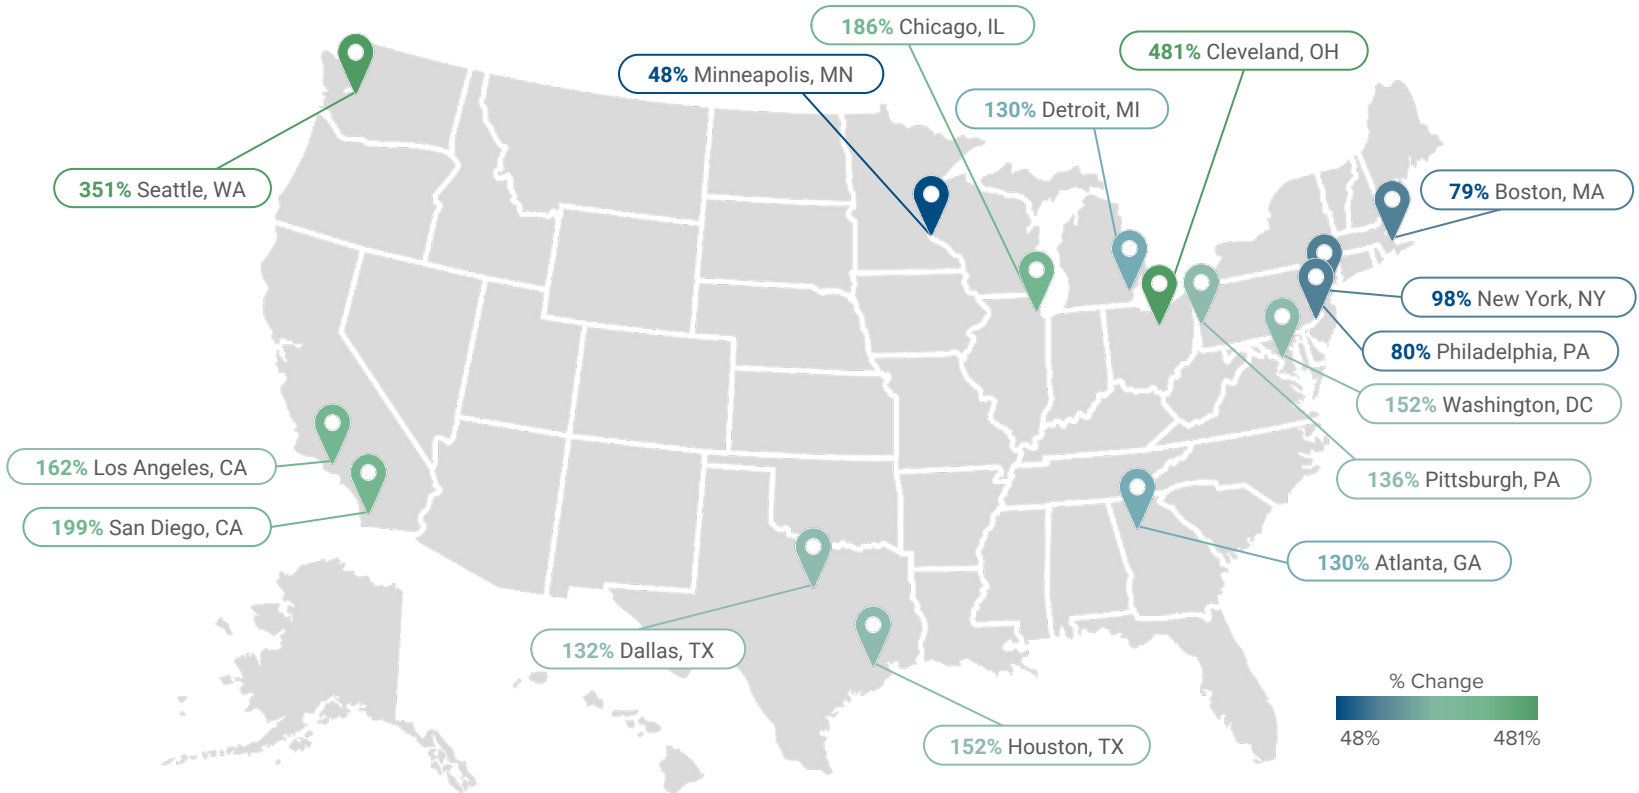 186% Chicago, IL
481% Cleveland, OH
48% Minneapolis, MN
130% Detroit, MI
351% Seattle, WA
79% Boston, MA
98% New York, NY
80% Philadelphia, PA
152% Washington, DC
162% Los Angeles, CA
136% Pittsburgh, PA
199% San Diego, CA
130% Atlanta, GA
132% Dallas, TX
152% Houston, TX
% Change
48% 481%